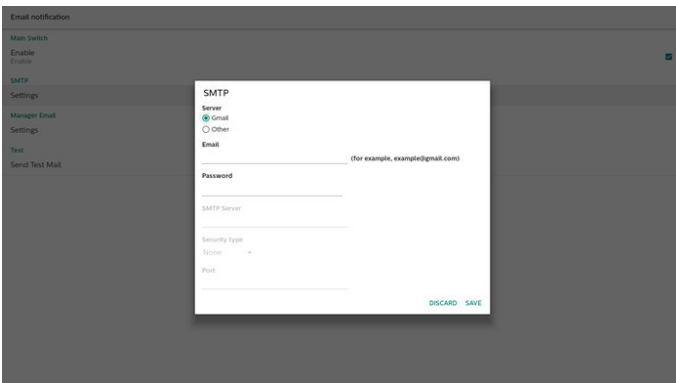 Email notification
Main Switch
Enable
Enable
SMTP
Settings
Manager Email
Settings
Test
Send Test Mail
SMTP
Server
Gmail
Other
Email
(for example, example@gmail.com)
Password
SMTP Server
Security type
None
Port
DISCARD SAVE